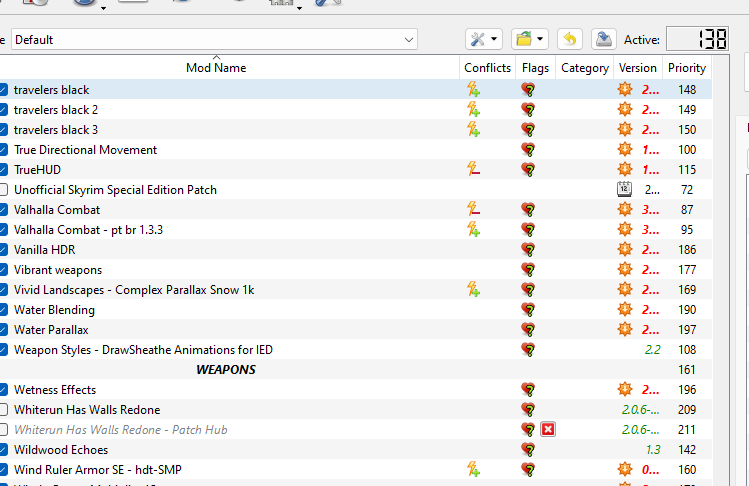 e Default Active: 138
Mod Name Conflicts Flags Category Version Priority
travelers black 2... 148
travelers black 2 2... 149
travelers black 3 2... 150
True Directional Movement 1... 100
TrueHUD 1... 115
Unofficial Skyrim Special Edition Patch 12 2... 72
Valhalla Combat 3... 87
Valhalla Combat - pt br 1.3.3 3... 95
Vanilla HDR 2... 186
Vibrant weapons 2... 177
Vivid Landscapes - Complex Parallax Snow 1k 2... 169
Water Blending 2... 190
Water Parallax 2... 197
Weapon Styles - DrawSheathe Animations for IED 2.2 108
WEAPONS 161
Wetness Effects 2... 196
Whiterun Has Walls Redone 2.0.6-... 209
Whiterun Has Walls Redone - Patch Hub 2.0.6-... 211
Wildwood Echoes 1.3 142
Wind Ruler Armor SE - hdt-SMP 0... 160